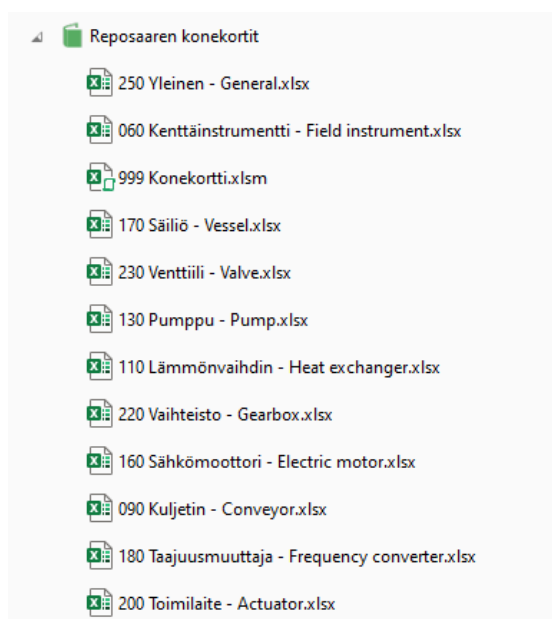 Reposaaren konekortit
250 Yleinen - General.xlsx
060 Kenttäinstrumentti - Field instrument.xlsx
999 Konekortti.xlsm
170 Säiliö - Vessel.xlsx
230 Venttiili - Valve.xlsx
130 Pumppu - Pump.xlsx
110 Lämmönvaihdin - Heat exchanger.xlsx
220 Vaihteisto - Gearbox.xlsx
160 Sähkömoottori - Electric motor.xlsx
090 Kuljetin - Conveyor.xlsx
180 Taajuusmuuttaja - Frequency converter.xlsx
200 Toimilaite - Actuator.xlsx